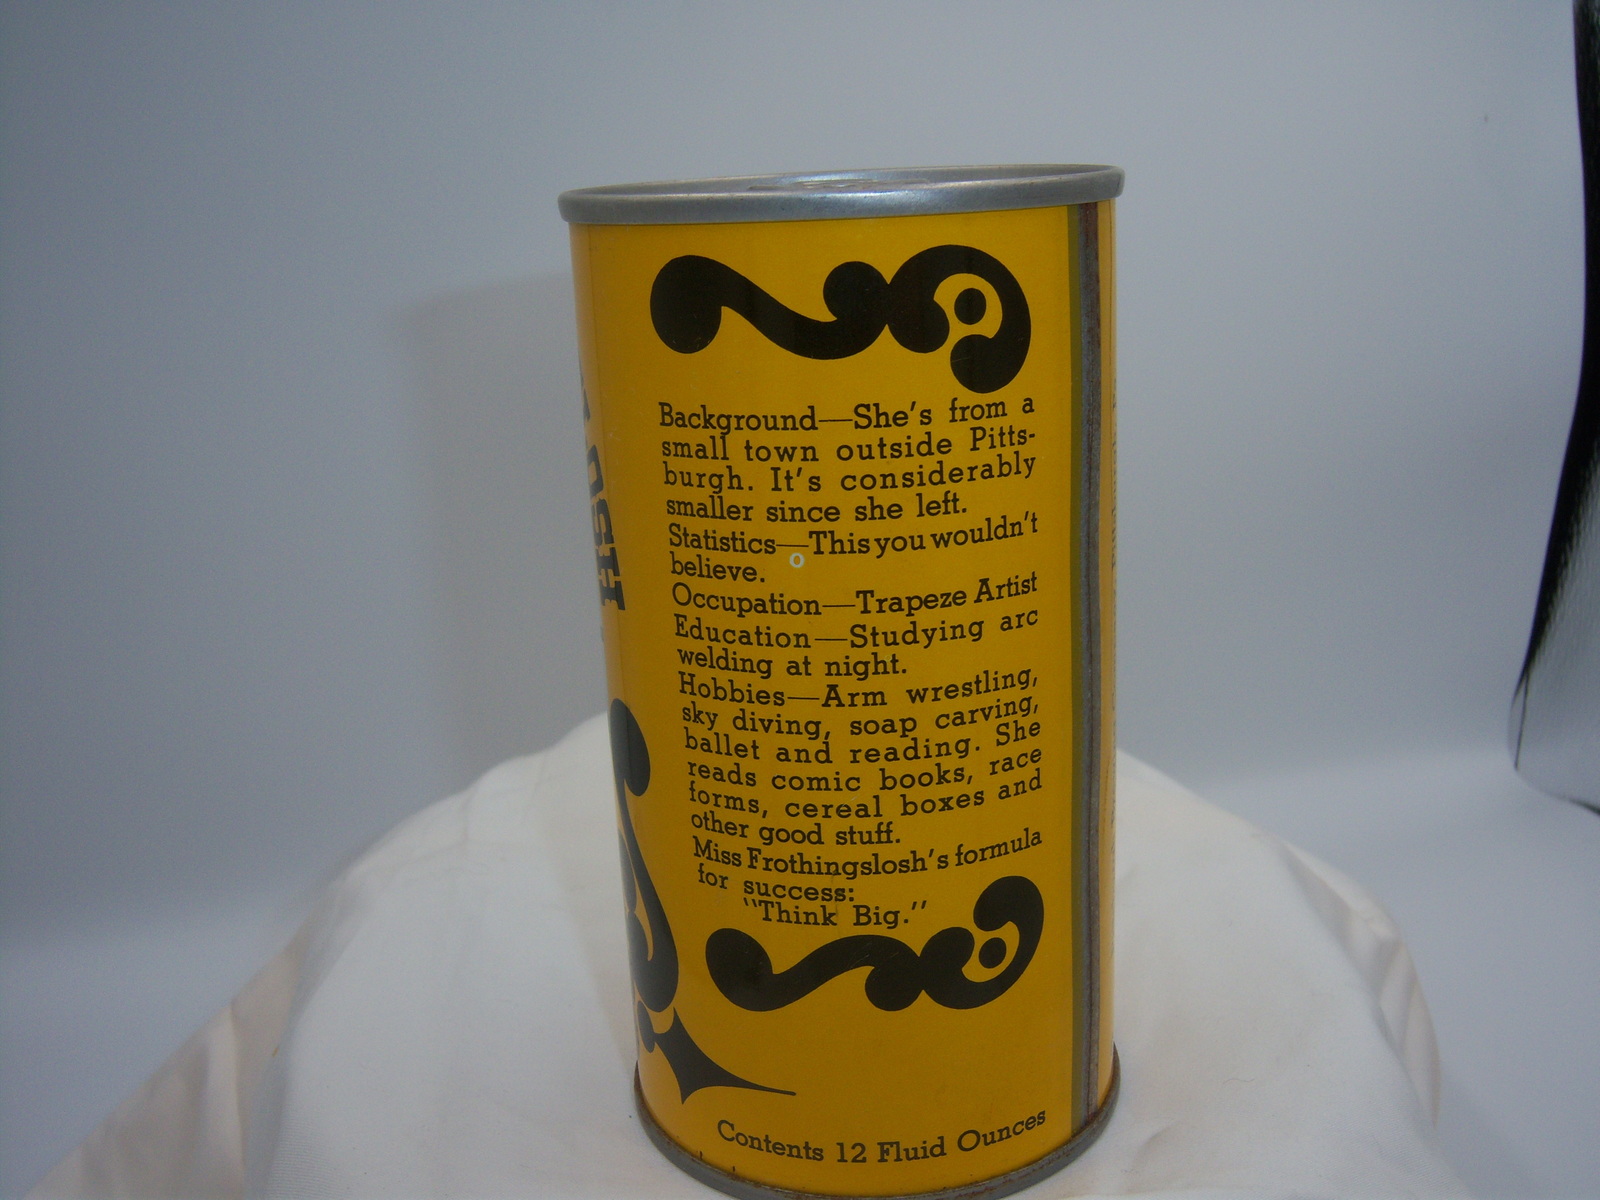 Background—She's from a
small town outside Pitts-
burgh. It's considerably
smaller since she left.
Statistics—This you wouldn't
believe.
Occupation—Trapeze Artist
Education—Studying arc
welding at night.
Hobbies—Arm wrestling,
sky diving, soap carving,
ballet and reading. She
reads comic books, race
forms, cereal boxes and
other good stuff.
Miss Frothingslosh's formula
for success:
"Think Big."
Contents 12 Fluid Ounces